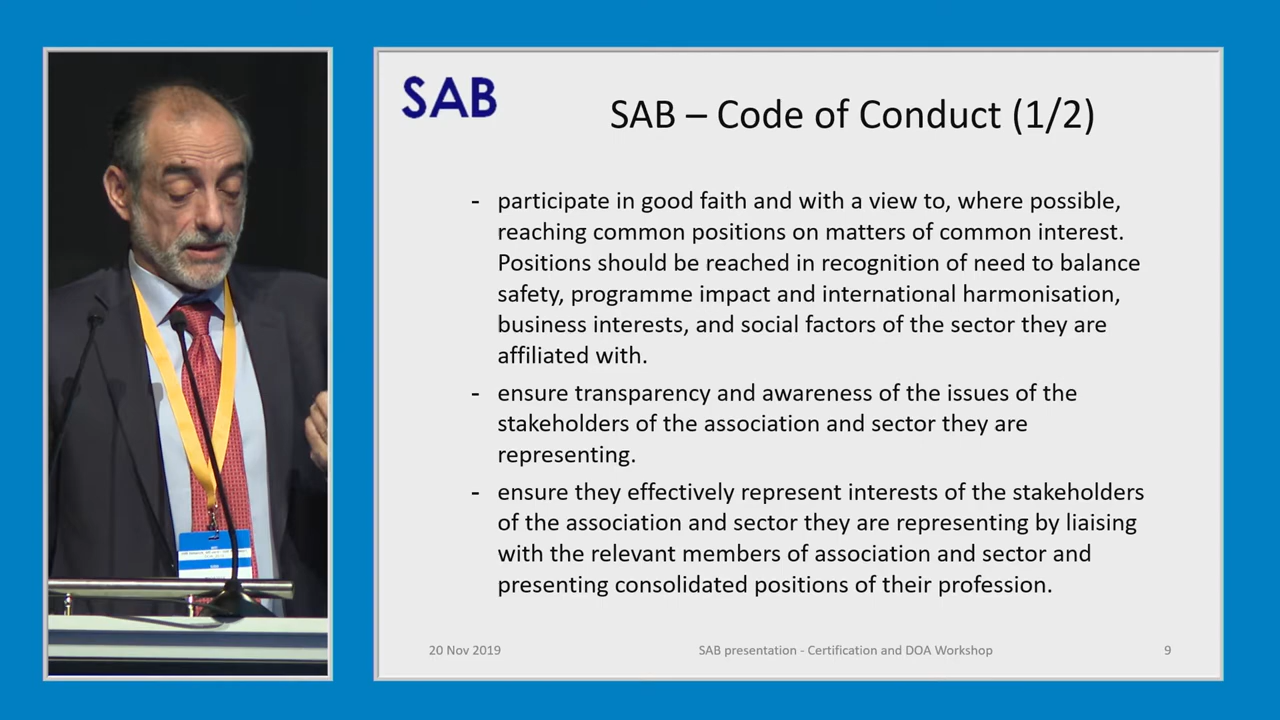 SAB
SAB – Code of Conduct (1/2)
- participate in good faith and with a view to, where possible,
reaching common positions on matters of common interest.
Positions should be reached in recognition of need to balance
safety, programme impact and international harmonisation,
business interests, and social factors of the sector they are
affiliated with.
- ensure transparency and awareness of the issues of the
stakeholders of the association and sector they are
representing.
- ensure they effectively represent interests of the stakeholders
of the association and sector they are representing by liaising
with the relevant members of association and sector and
presenting consolidated positions of their profession.
20 Nov 2019
SAB presentation - Certification and DOA Workshop
9